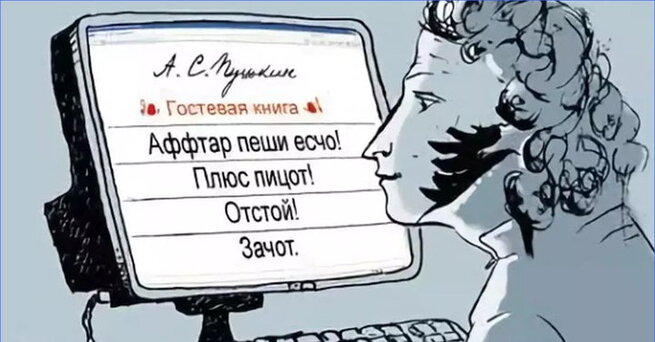 А. С. Пушкин
Гостевая книга
Аффтар пеши есчо!
Плюс пицот!
Отстой!
Зачот.